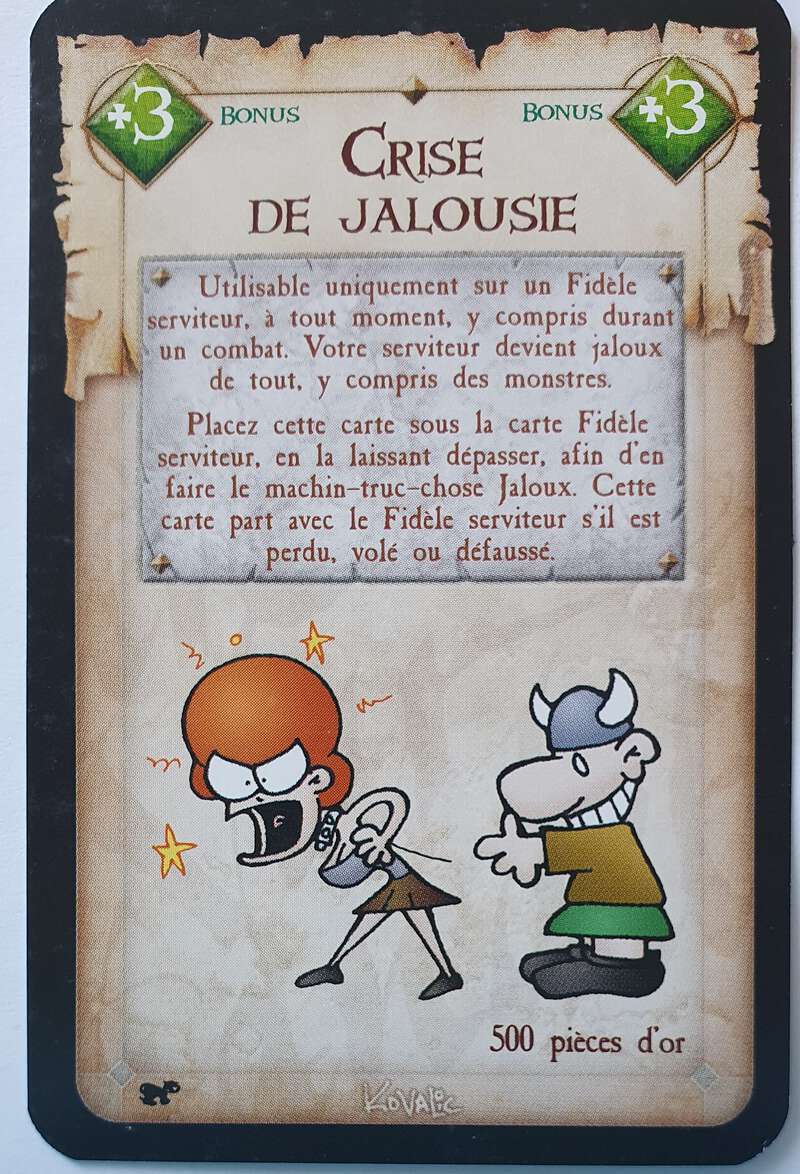 +3 BONUS BONUS +3
CRISE
DE JALOUSIE
Utilisable uniquement sur un Fidèle
serviteur, à tout moment, y compris durant
un combat. Votre serviteur devient jaloux
de tout, y compris des monstres.
Placez cette carte sous la carte Fidèle
serviteur, en la laissant dépasser, afin d'en
faire le machin-truc-chose Jaloux. Cette
carte part avec le Fidèle serviteur s'il est
perdu, volé ou défaussé.
500 pièces d'or
KOVALIC